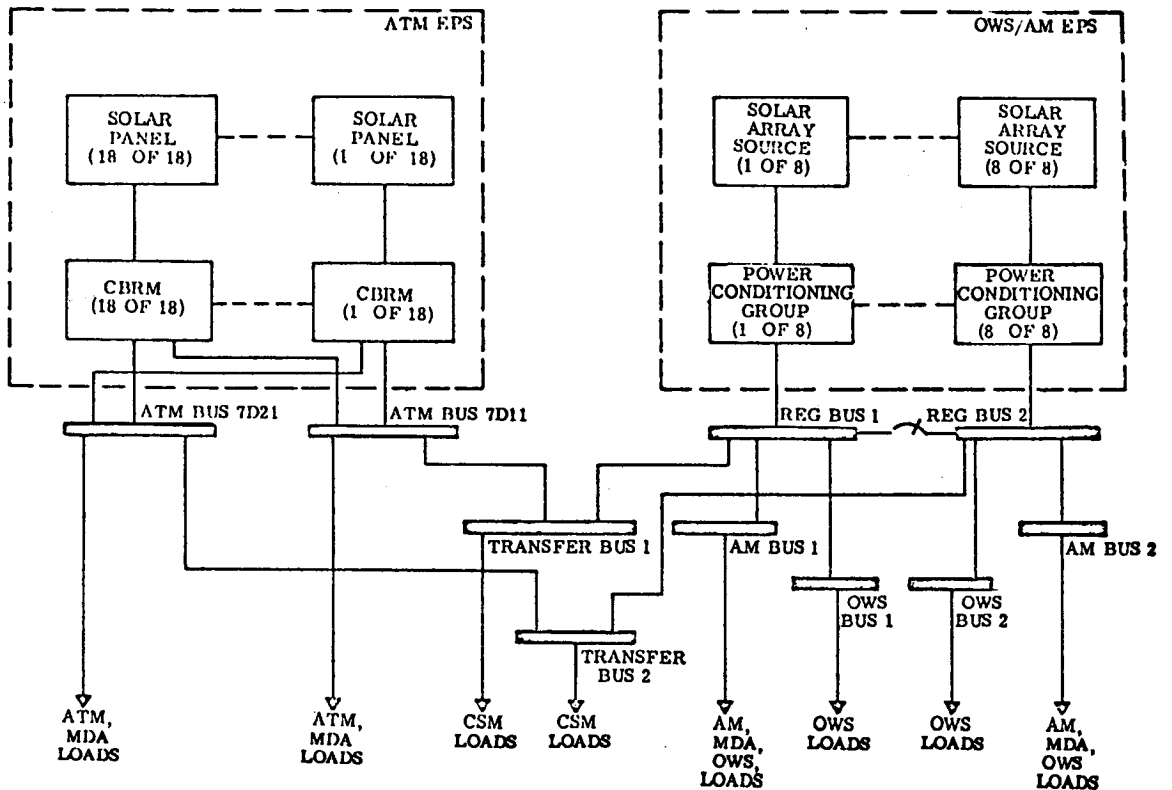 ATM EPS
OWS/AM EPS
SOLAR
PANEL
(18 OF 18)
SOLAR
PANEL
(1 OF 18)
SOLAR
ARRAY
SOURCE
(1 OF 8)
SOLAR
ARRAY
SOURCE
(8 OF 8)
CBRM
(18 OF 18)
CBRM
(1 OF 18)
POWER
CONDITIONING
GROUP
(1 OF 8)
POWER
CONDITIONING
GROUP
(8 OF 8)
ATM BUS 7D21
ATM BUS 7D11
REG BUS 1
REG BUS 2
TRANSFER BUS 1
AM BUS 1
AM BUS 2
OWS
BUS 1
OWS
BUS 2
TRANSFER
BUS 2
ATM,
MDA
LOADS
ATM,
MDA
LOADS
CSM
LOADS
CSM
LOADS
AM,
MDA,
OWS,
LOADS
OWS
LOADS
OWS
LOADS
AM,
MDA,
OWS
LOADS